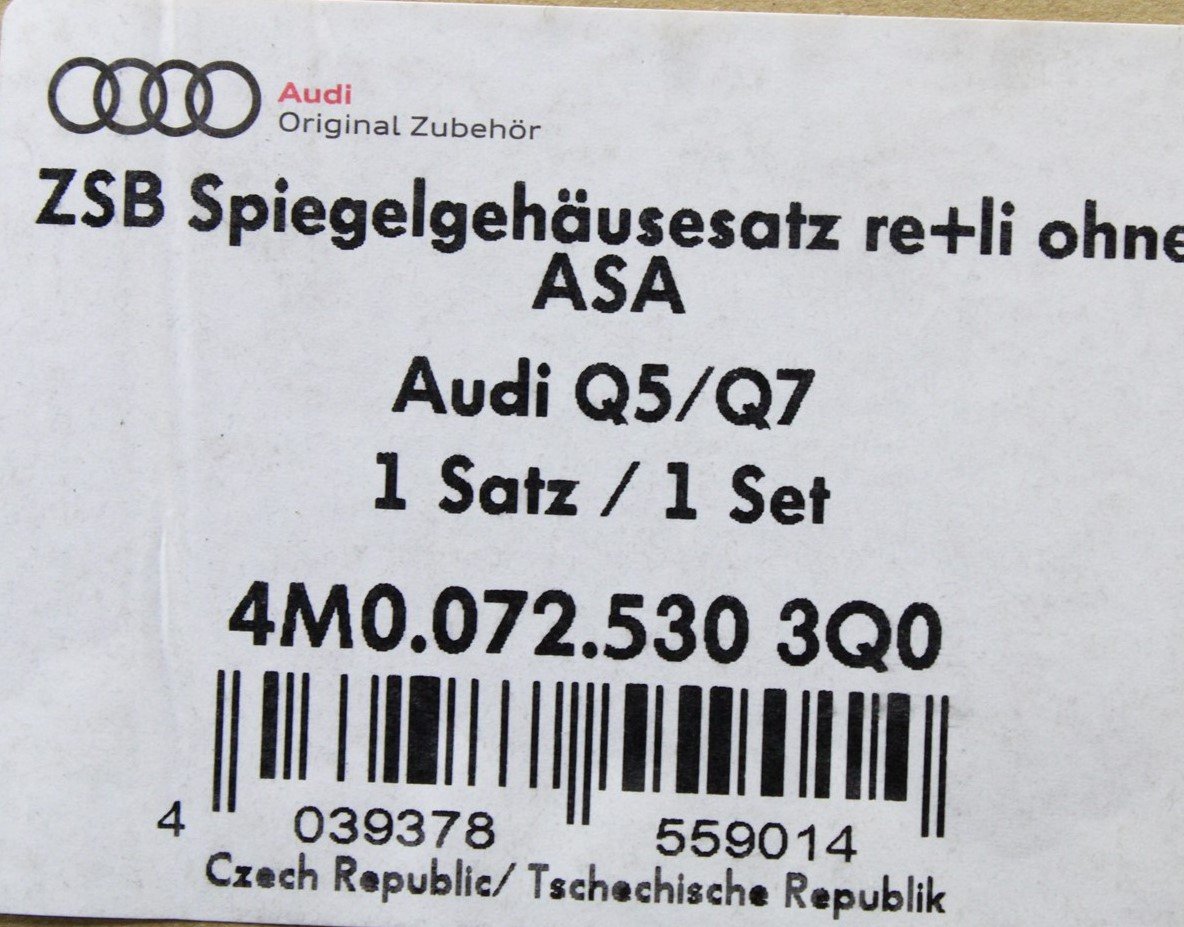 Audi
Original Zubehör
ZSB Spiegelgehäusesatz re+li ohne
ASA
Audi Q5/Q7
1 Satz / 1 Set
4M0.072.530 3Q0
4 039378 559014
Czech Republic/ Tschechische Republik